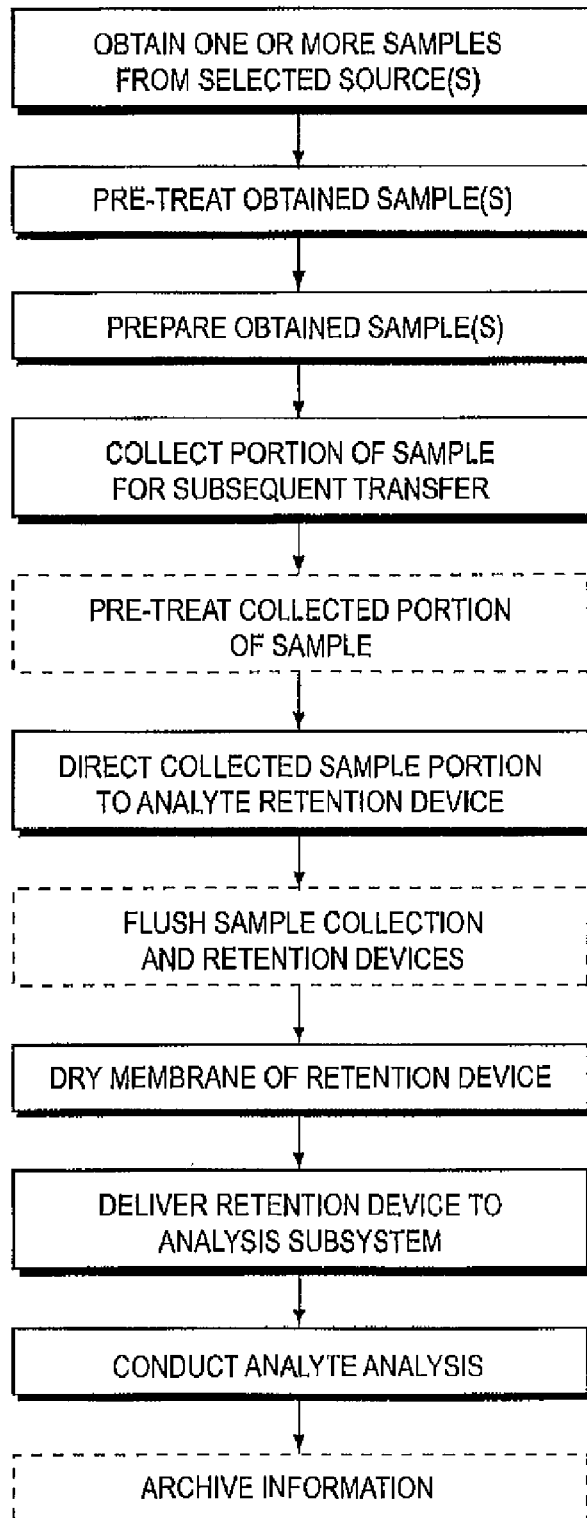 OBTAIN ONE OR MORE SAMPLES
FROM SELECTED SOURCE(S)
PRE-TREAT OBTAINED SAMPLE(S)
PREPARE OBTAINED SAMPLE(S)
COLLECT PORTION OF SAMPLE
FOR SUBSEQUENT TRANSFER
PRE-TREAT COLLECTED PORTION
OF SAMPLE
DIRECT COLLECTED SAMPLE PORTION
TO ANALYTE RETENTION DEVICE
FLUSH SAMPLE COLLECTION
AND RETENTION DEVICES
DRY MEMBRANE OF RETENTION DEVICE
DELIVER RETENTION DEVICE TO
ANALYSIS SUBSYSTEM
CONDUCT ANALYTE ANALYSIS
ARCHIVE INFORMATION